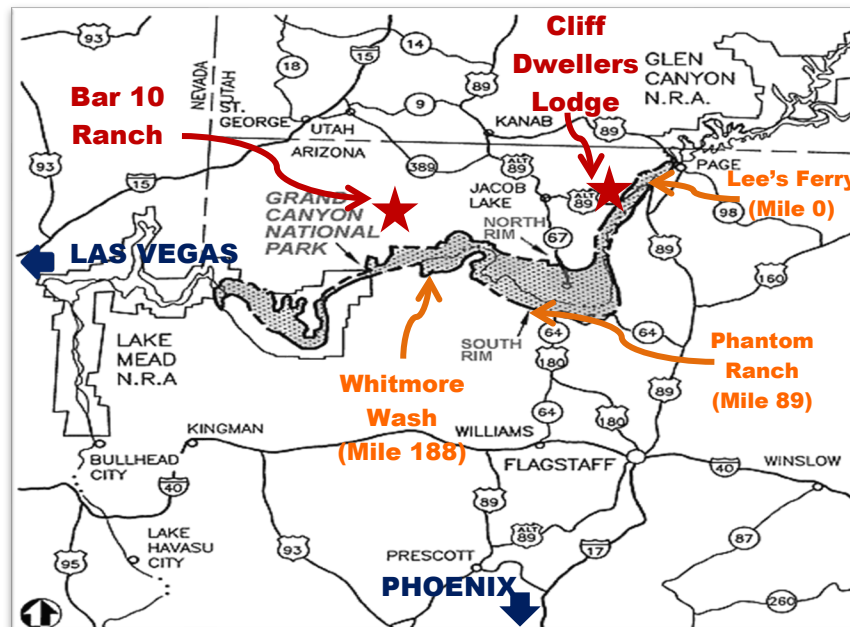 93
93
15
14
18
89
Cliff
Dwellers
Lodge
GLEN
CANYON
N.R.A.
Bar 10
Ranch
NEVADA
UTAH
ST.
GEORGE
9
UTAH
ARIZONA
KANAB
89
PAGE
ALT
89
389
93
15
JACOB
LAKE
ALT
89
Lee's Ferry
(Mile 0)
98
GRAND
CANYON
NATIONAL
PARK
NORTH
RIM
67
89
LAS VEGAS
160
LAKE
MEAD
N.R.A
SOUTH
RIM
64
64
180
Phantom
Ranch
(Mile 89)
Whitmore
Wash
(Mile 188)
89
64
180
KINGMAN
WILLIAMS
BULLHEAD
CITY
FLAGSTAFF
40
WINSLOW
40
89
ALT
89
87
LAKE
HAVASU
CITY
95
93
PRESCOTT
17
PHOENIX
260